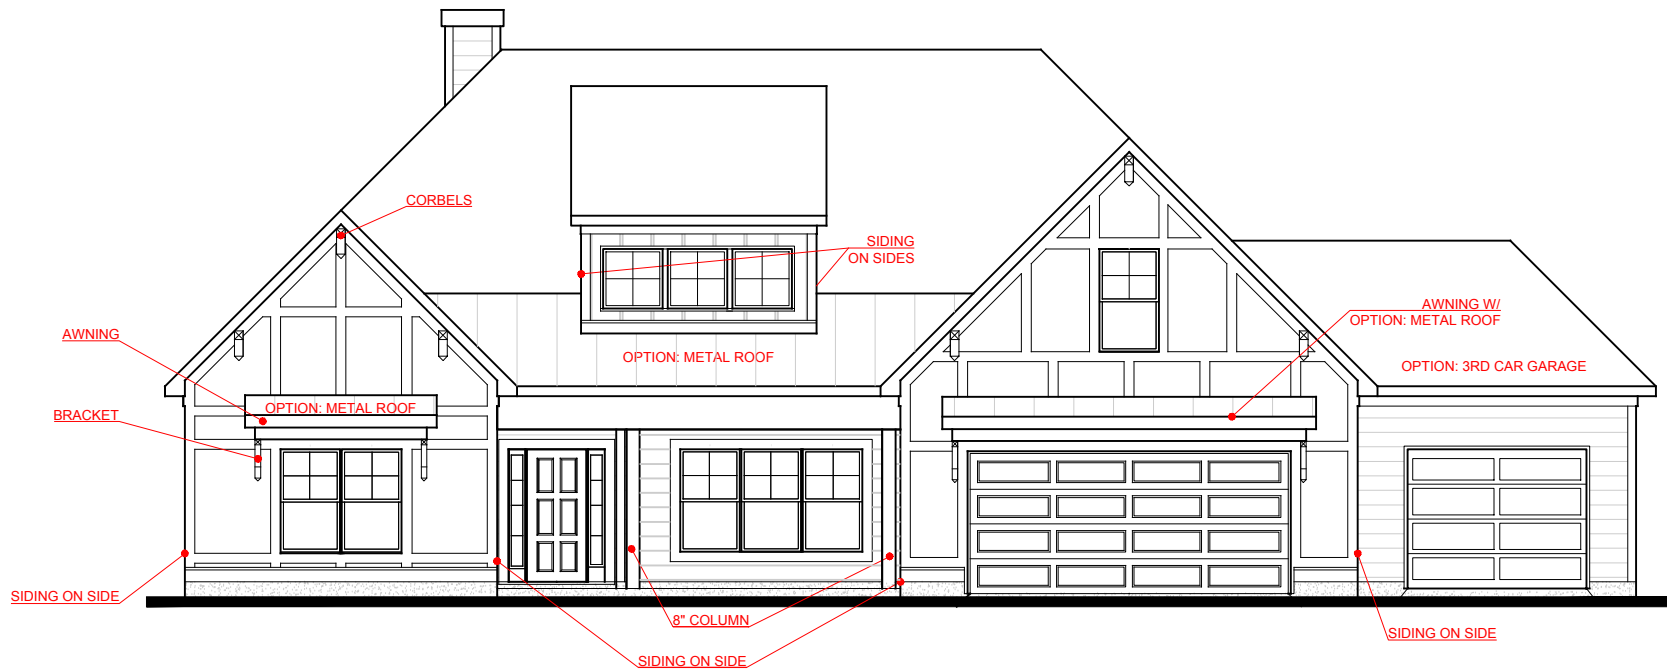 CORBELS
SIDING
ON SIDES
AWNING W/
OPTION: METAL ROOF
AWNING
OPTION: METAL ROOF
OPTION: 3RD CAR GARAGE
BRACKET
OPTION: METAL ROOF
SIDING ON SIDE
8" COLUMN
SIDING ON SIDE
SIDING ON SIDE